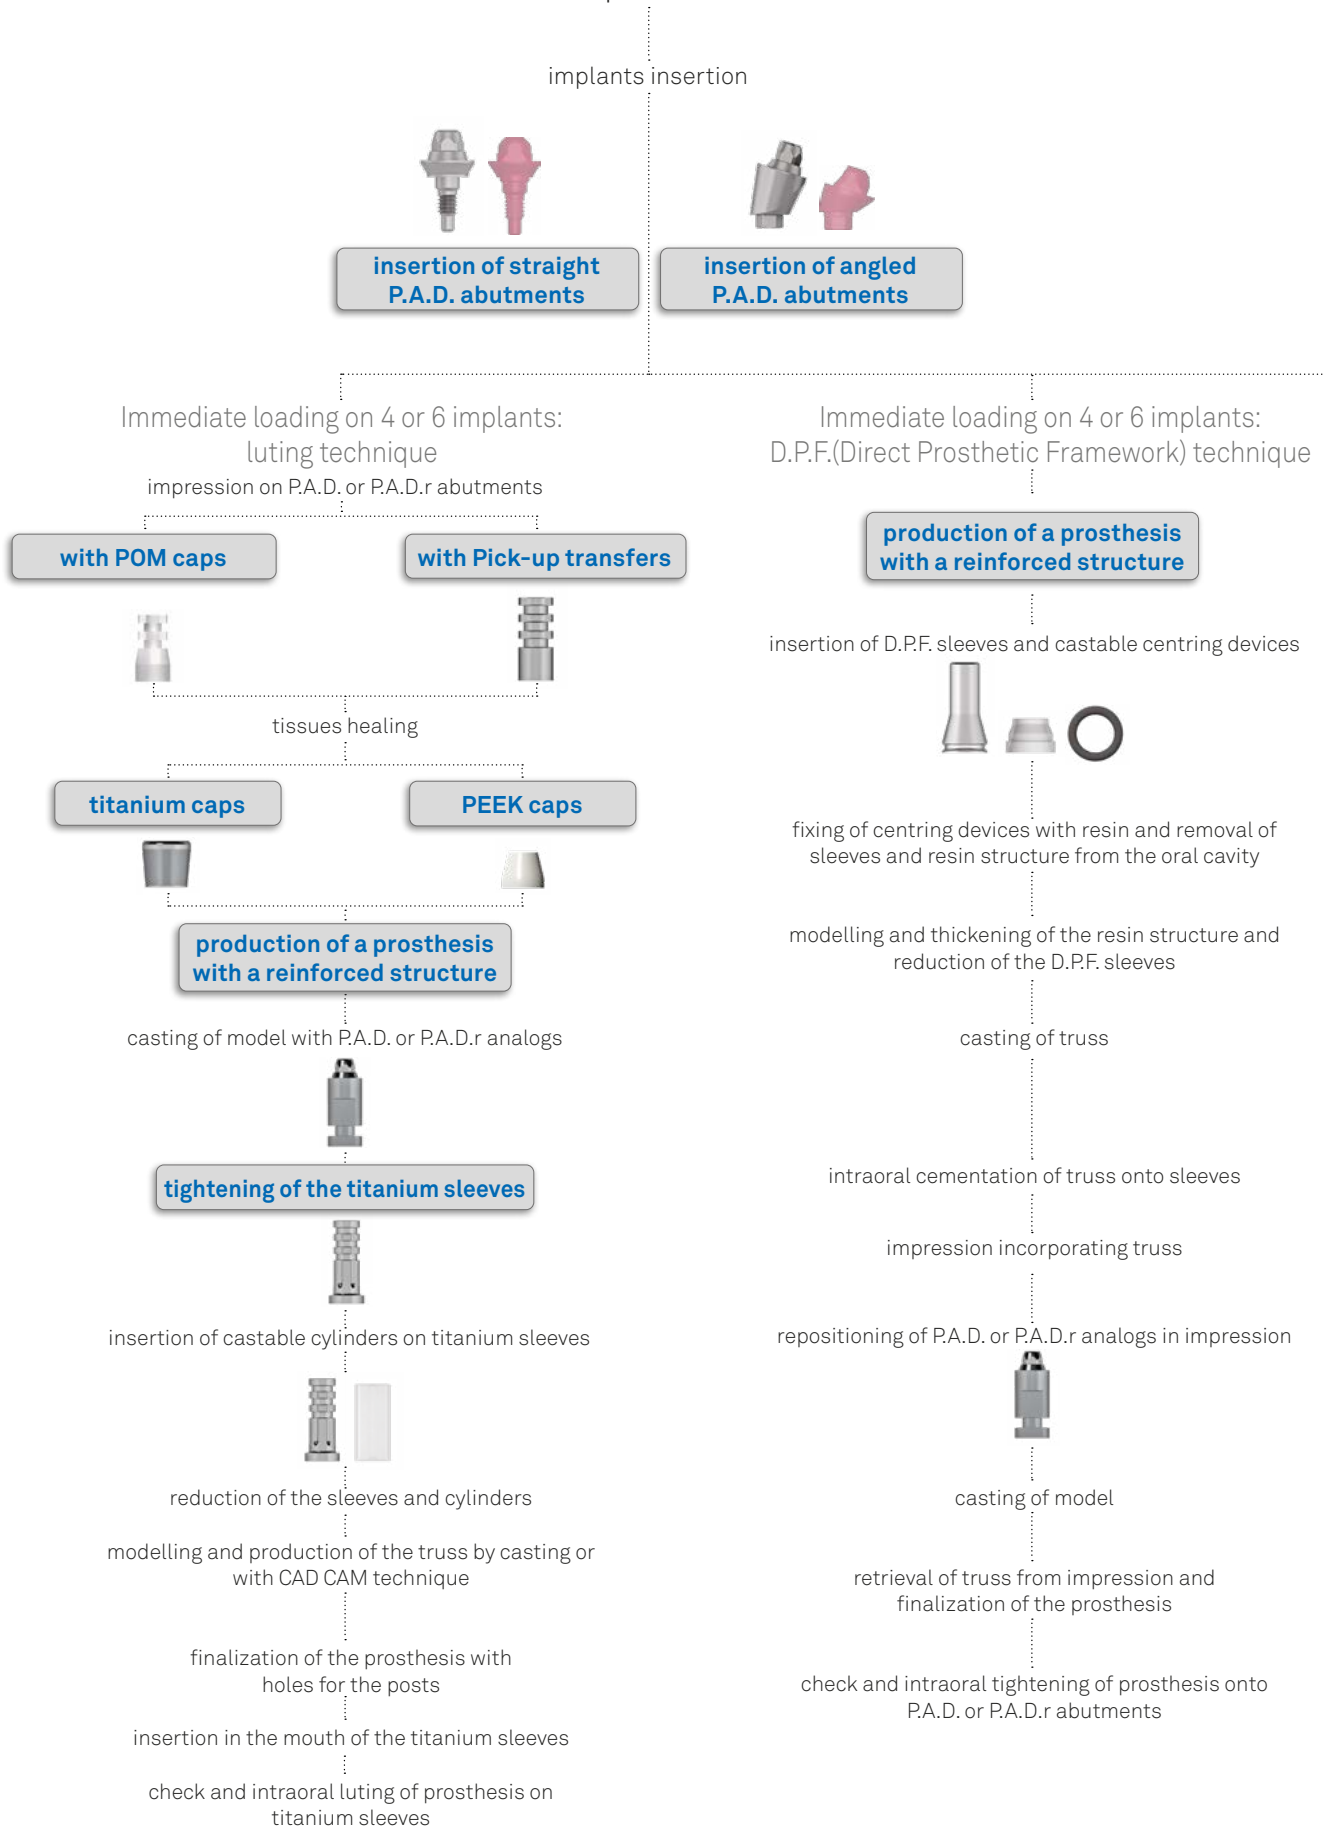 implants insertion
insertion of straight
P.A.D. abutments
insertion of angled
P.A.D. abutments
Immediate loading on 4 or 6 implants:
luting technique
impression on P.A.D. or P.A.D.r abutments
with POM caps
with Pick-up transfers
tissues healing
titanium caps
PEEK caps
production of a prosthesis
with a reinforced structure
casting of model with P.A.D. or P.A.D.r analogs
tightening of the titanium sleeves
insertion of castable cylinders on titanium sleeves
reduction of the sleeves and cylinders
modelling and production of the truss by casting or
with CAD CAM technique
finalization of the prosthesis with
holes for the posts
insertion in the mouth of the titanium sleeves
check and intraoral luting of prosthesis on
titanium sleeves
Immediate loading on 4 or 6 implants:
D.P.F.(Direct Prosthetic Framework) technique
production of a prosthesis
with a reinforced structure
insertion of D.P.F. sleeves and castable centring devices
fixing of centring devices with resin and removal of
sleeves and resin structure from the oral cavity
modelling and thickening of the resin structure and
reduction of the D.P.F. sleeves
casting of truss
intraoral cementation of truss onto sleeves
impression incorporating truss
repositioning of P.A.D. or P.A.D.r analogs in impression
casting of model
retrieval of truss from impression and
finalization of the prosthesis
check and intraoral tightening of prosthesis onto
P.A.D. or P.A.D.r abutments